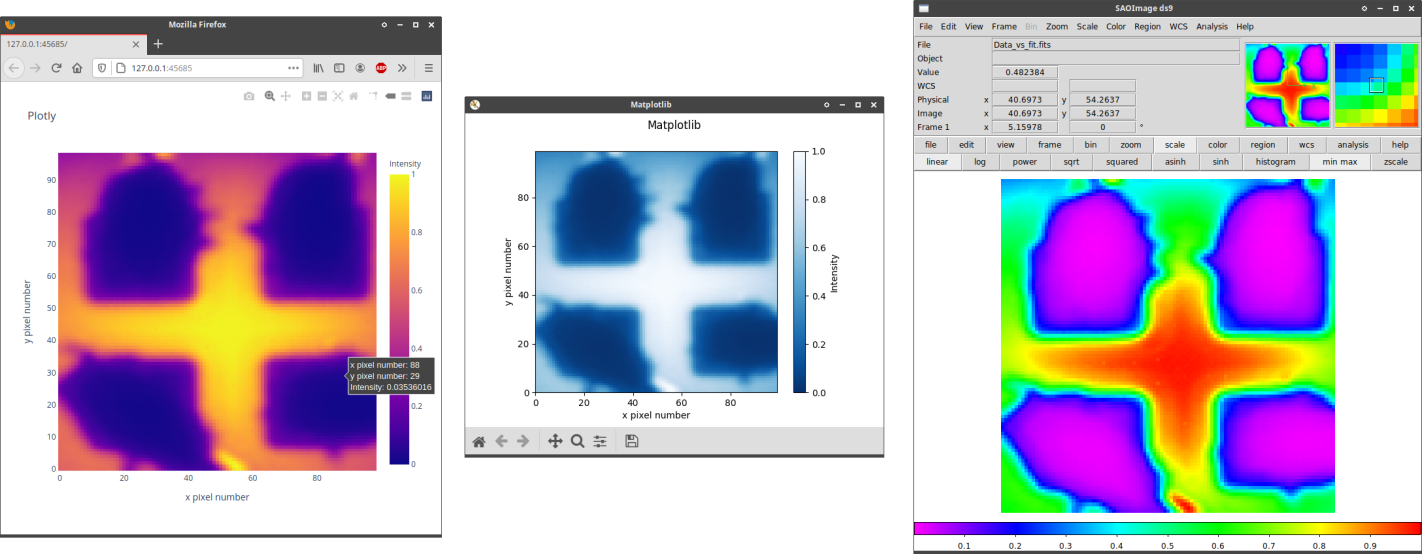 Mozilla Firefox
127.0.0.1:45685/
127.0.0.1:45685
ABP
Plotly
Intensity
1
0.8
0.6
0.4
0.2
0
90
80
70
60
50
40
30
20
10
0
y pixel number
x pixel number: 88
y pixel number: 29
Intensity: 0.03536016
0 20 40 60 80
x pixel number
Matplotlib
Matplotlib
80
60
40
20
0
y pixel number
0 20 40 60 80
x pixel number
1.0
0.8
0.6
0.4
0.2
0.0
Intensity
SAOImage ds9
File Edit View Frame Bin Zoom Scale Color Region WCS Analysis Help
File Data_vs_fit.fits
Object
Value 0.482384
WCS
Physical x 40.6973 y 54.2637
Image x 40.6973 y 54.2637
Frame 1 x 5.15978 0 °
file edit view frame bin zoom scale color region wcs analysis help
linear log power sqrt squared asinh sinh histogram min max zscale
0.1 0.2 0.3 0.4 0.5 0.6 0.7 0.8 0.9